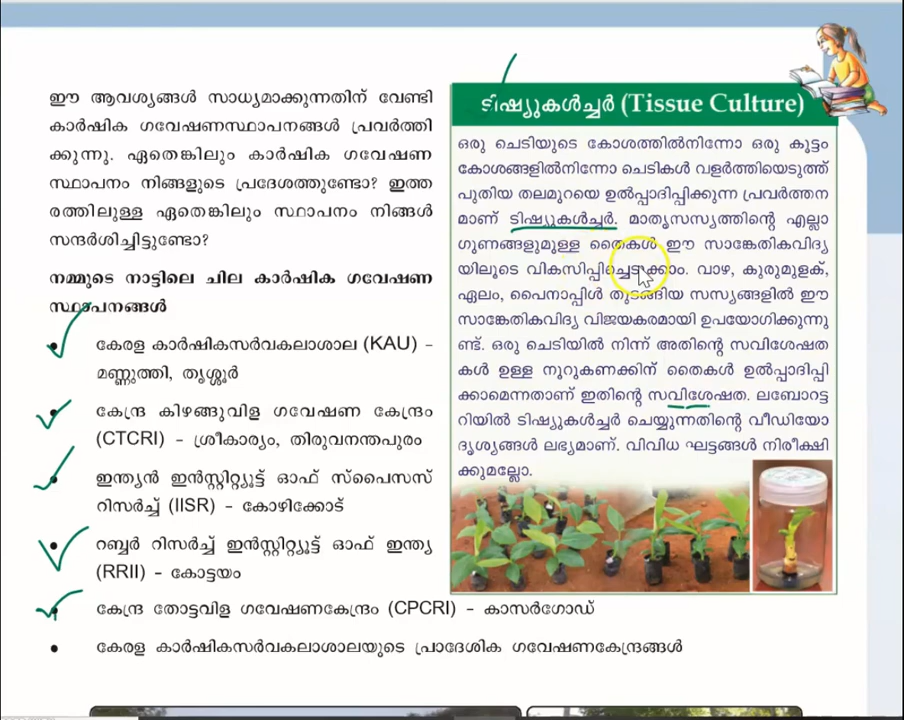 ഈ ആവശ്യങ്ങൾ സാധ്യമാക്കുന്നതിന് വേണ്ടി
കാർഷിക ഗവേഷണസ്ഥാപനങ്ങൾ പ്രവർത്തി
ക്കുന്നു. ഏതെങ്കിലും കാർഷിക ഗവേഷണ
സ്ഥാപനം നിങ്ങളുടെ പ്രദേശത്തുണ്ടോ? ഇത്ത
രത്തിലുള്ള ഏതെങ്കിലും സ്ഥാപനം നിങ്ങൾ
സന്ദർശിച്ചിട്ടുണ്ടോ?
നമ്മുടെ നാട്ടിലെ ചില കാർഷിക ഗവേഷണ
സ്ഥാപനങ്ങൾ
• കേരള കാർഷികസർവകലാശാല (KAU) –
മണ്ണുത്തി, തൃശ്ശൂർ
• കേന്ദ്ര കിഴങ്ങുവിള ഗവേഷണ കേന്ദ്രം
(CTCRI) – ശ്രീകാര്യം, തിരുവനന്തപുരം
• ഇന്ത്യൻ ഇൻസ്റ്റിറ്റ്യൂട്ട് ഓഫ് സ്പൈസസ്
റിസർച്ച് (IISR) – കോഴിക്കോട്
• റബ്ബർ റിസർച്ച് ഇൻസ്റ്റിറ്റ്യൂട്ട് ഓഫ് ഇന്ത്യ
(RRII) – കോട്ടയം
• കേന്ദ്ര തോട്ടവിള ഗവേഷണകേന്ദ്രം (CPCRI) – കാസർഗോഡ്
• കേരള കാർഷികസർവകലാശാലയുടെ പ്രാദേശിക ഗവേഷണകേന്ദ്രങ്ങൾ
ടിഷ്യുകൾച്ചർ (Tissue Culture)
ഒരു ചെടിയുടെ കോശത്തിൽനിന്നോ ഒരു കൂട്ടം
കോശങ്ങളിൽനിന്നോ ചെടികൾ വളർത്തിയെടുത്ത്
പുതിയ തലമുറയെ ഉൽപ്പാദിപ്പിക്കുന്ന പ്രവർത്തന
മാണ് ടിഷ്യുകൾച്ചർ. മാതൃസസ്യത്തിന്റെ എല്ലാ
ഗുണങ്ങളുമുള്ള തൈകൾ ഈ സാങ്കേതികവിദ്യ
യിലൂടെ വികസിപ്പിച്ചെടുക്കാം. വാഴ, കുരുമുളക്,
ഏലം, പൈനാപ്പിൾ തുടങ്ങിയ സസ്യങ്ങളിൽ ഈ
സാങ്കേതികവിദ്യ വിജയകരമായി ഉപയോഗിക്കുന്നു
ണ്ട്. ഒരു ചെടിയിൽ നിന്ന് അതിന്റെ സവിശേഷത
കൾ ഉള്ള നൂറുകണക്കിന് തൈകൾ ഉൽപ്പാദിപ്പി
ക്കാമെന്നതാണ് ഇതിന്റെ സവിശേഷത. ലബോറട്ട
റിയിൽ ടിഷ്യുകൾച്ചർ ചെയ്യുന്നതിന്റെ വീഡിയോ
ദൃശ്യങ്ങൾ ലഭ്യമാണ്. വിവിധ ഘട്ടങ്ങൾ നിരീക്ഷി
ക്കുമല്ലോ.